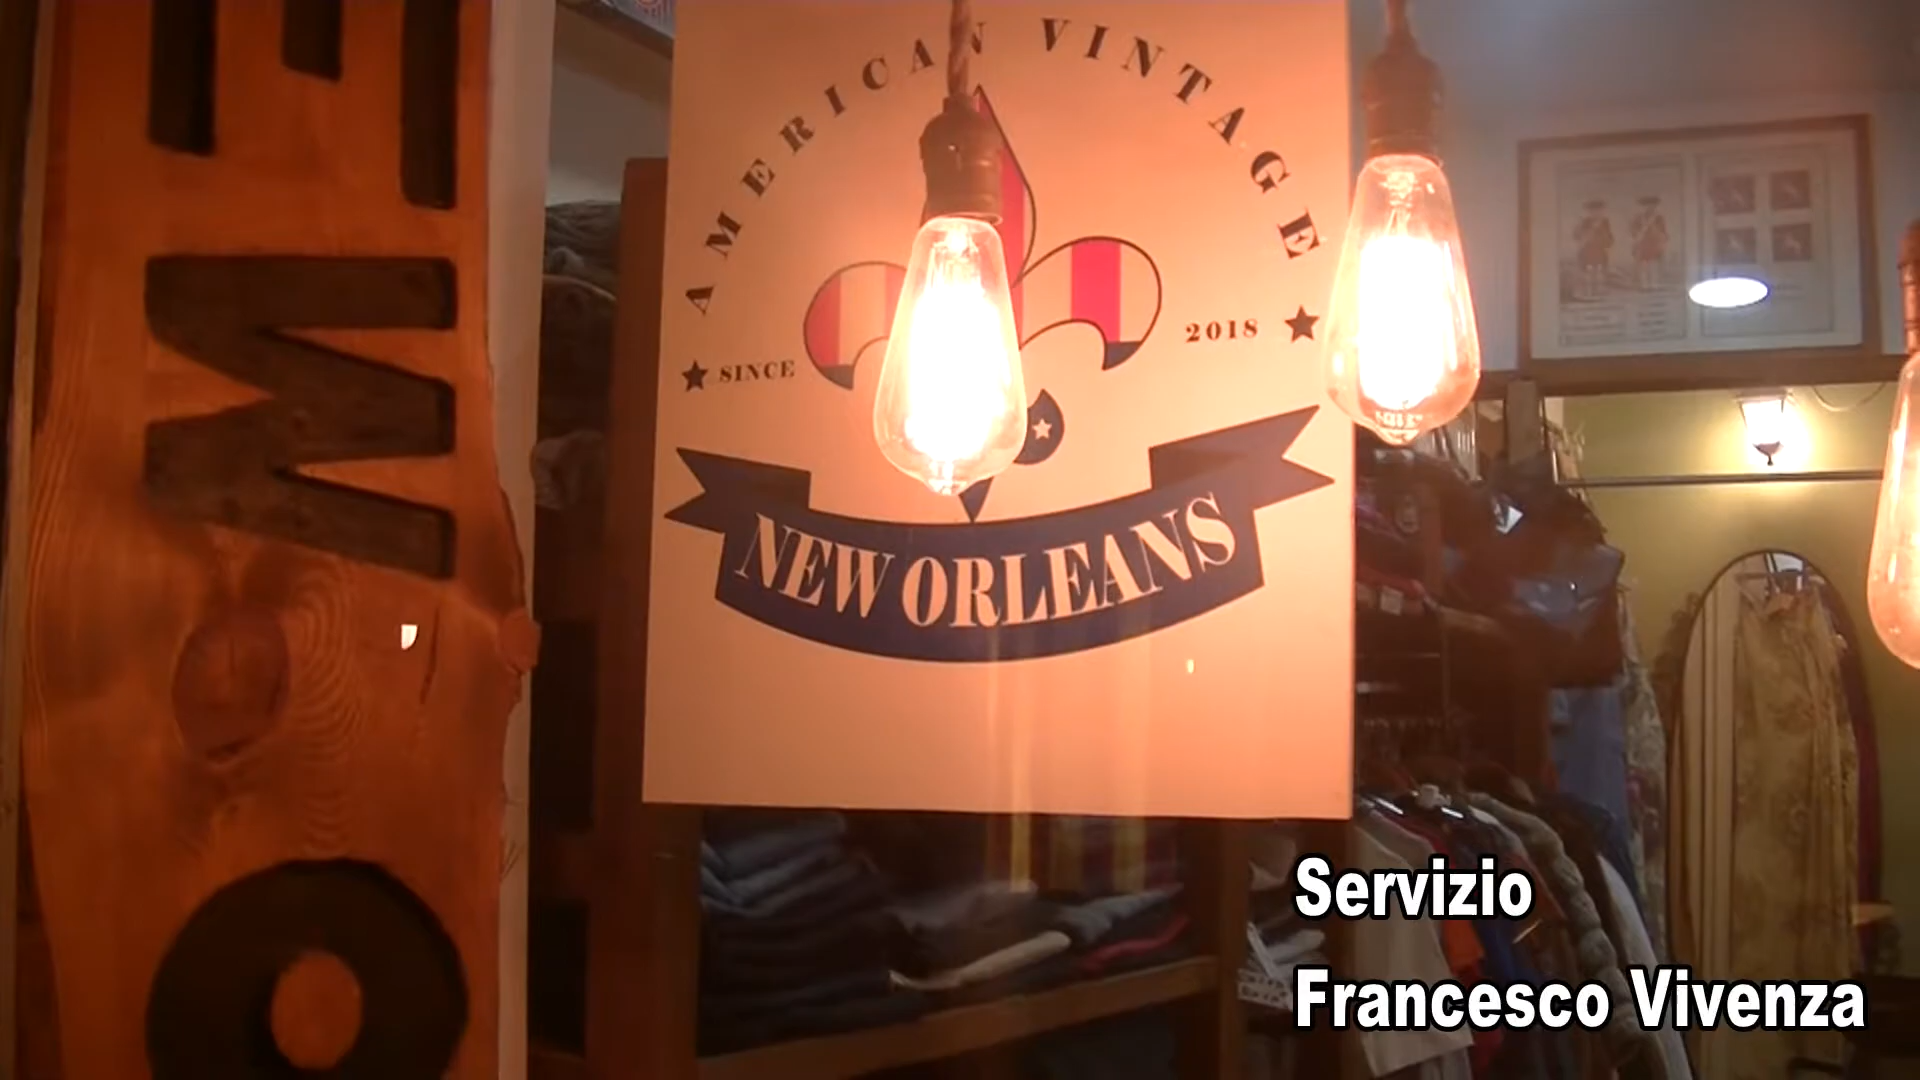 E W O
AMERICAN VINTAGE
SINCE 2018
NEW ORLEANS
Servizio
Francesco Vivenza